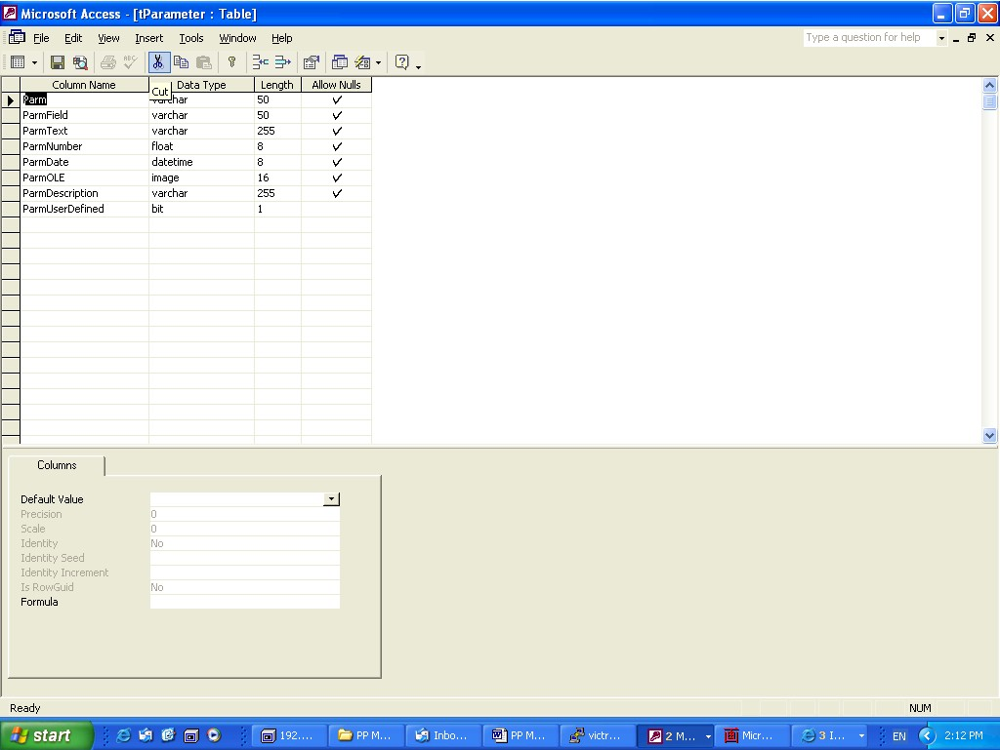 Microsoft Access - [tParameter : Table]
File Edit View Insert Tools Window Help Type a question for help
Column Name Data Type Length Allow Nulls
Cut
Parm varchar 50
ParmField varchar 50
ParmText varchar 255
ParmNumber float 8
ParmDate datetime 8
ParmOLE image 16
ParmDescription varchar 255
ParmUserDefined bit 1
Columns
Default Value
Precision 0
Scale 0
Identity No
Identity Seed
Identity Increment
Is RowGuid No
Formula
Ready NUM
start 192.... PP M... Inbo... PP M... victr... 2 M... Micr... 3 I... EN 2:12 PM